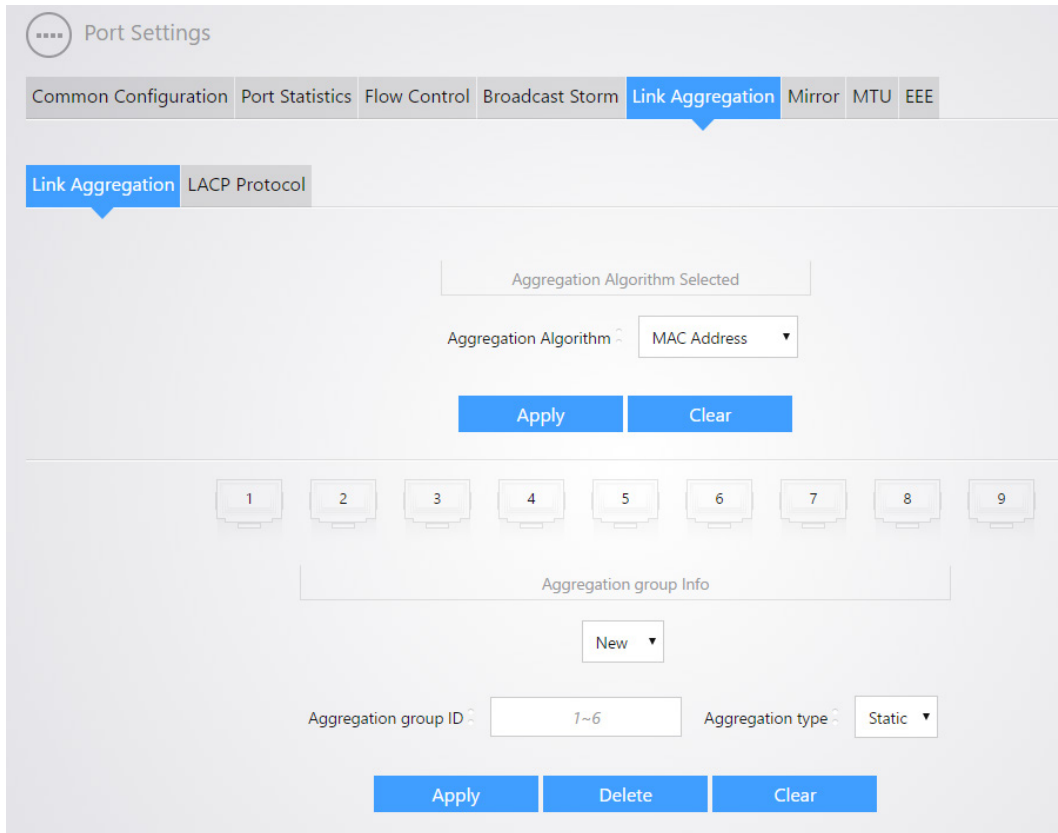 Port Settings
Common Configuration Port Statistics Flow Control Broadcast Storm Link Aggregation Mirror MTU EEE
Link Aggregation LACP Protocol
Aggregation Algorithm Selected
Aggregation Algorithm MAC Address
Apply Clear
1 2 3 4 5 6 7 8 9
Aggregation group Info
New
Aggregation group ID 1~6 Aggregation type Static
Apply Delete Clear